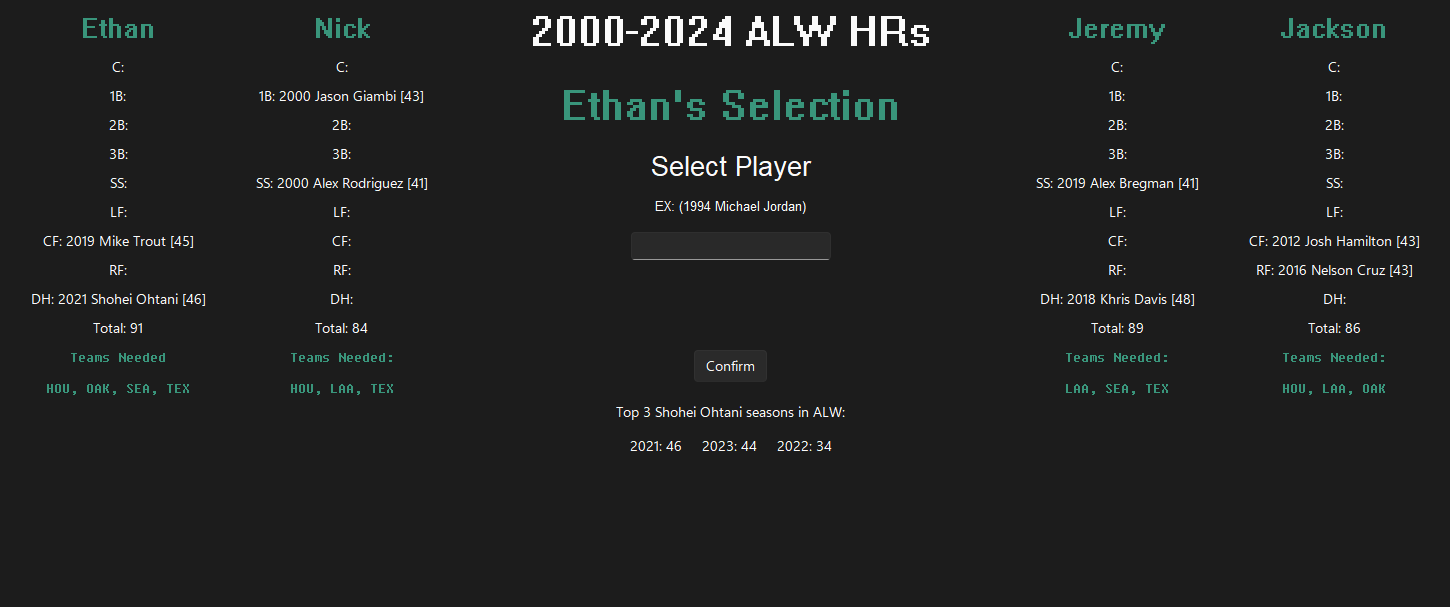 Ethan
C:
1B:
2B:
3B:
SS:
LF:
CF: 2019 Mike Trout [45]
RF:
DH: 2021 Shohei Ohtani [46]
Total: 91
Teams Needed
HOU, OAK, SEA, TEX
Nick
C:
1B: 2000 Jason Giambi [43]
2B:
3B:
SS: 2000 Alex Rodriguez [41]
LF:
CF:
RF:
DH:
Total: 84
Teams Needed:
HOU, LAA, TEX
2000-2024 ALW HRs
Ethan's Selection
Select Player
EX: (1994 Michael Jordan)
Confirm
Top 3 Shohei Ohtani seasons in ALW:
2021: 46 2023: 44 2022: 34
Jeremy
C:
1B:
2B:
3B:
SS: 2019 Alex Bregman [41]
LF:
CF:
RF:
DH: 2018 Khris Davis [48]
Total: 89
Teams Needed:
LAA, SEA, TEX
Jackson
C:
1B:
2B:
3B:
SS:
LF:
CF: 2012 Josh Hamilton [43]
RF: 2016 Nelson Cruz [43]
DH:
Total: 86
Teams Needed:
HOU, LAA, OAK